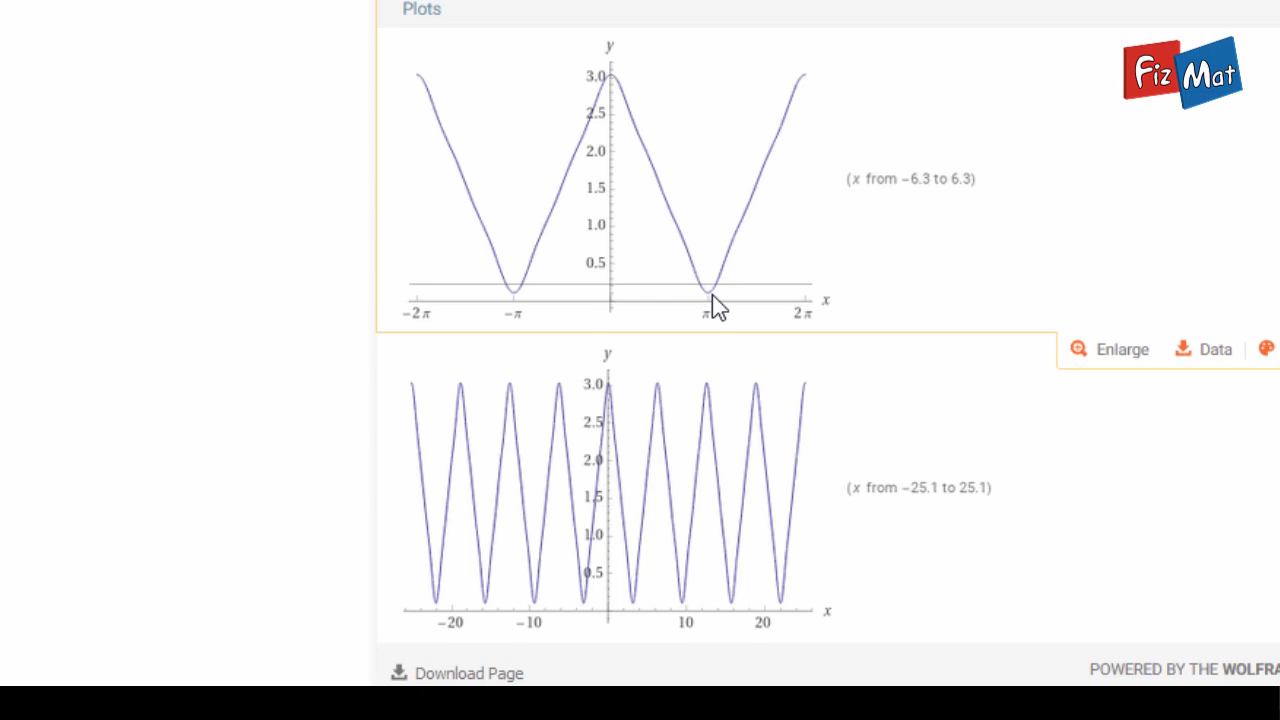 Plots
Fiz Mat
y
3.0
2.5
2.0
1.5
1.0
0.5
(x from −6.3 to 6.3)
x
−2π −π π 2π
Enlarge Data
y
3.0
2.5
2.0
1.5
1.0
0.5
(x from −25.1 to 25.1)
x
−20 −10 10 20
Download Page
POWERED BY THE WOLFRA